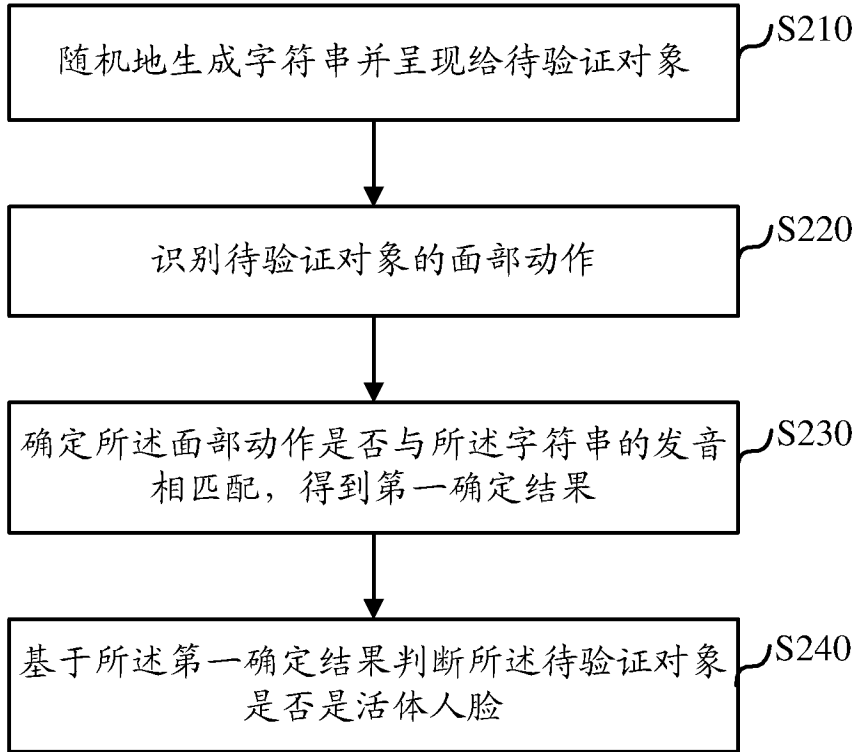 随机地生成字符串并呈现给待验证对象
S210
识别待验证对象的面部动作
S220
确定所述面部动作是否与所述字符串的发音
相匹配，得到第一确定结果
S230
基于所述第一确定结果判断所述待验证对象
是否是活体人脸
S240